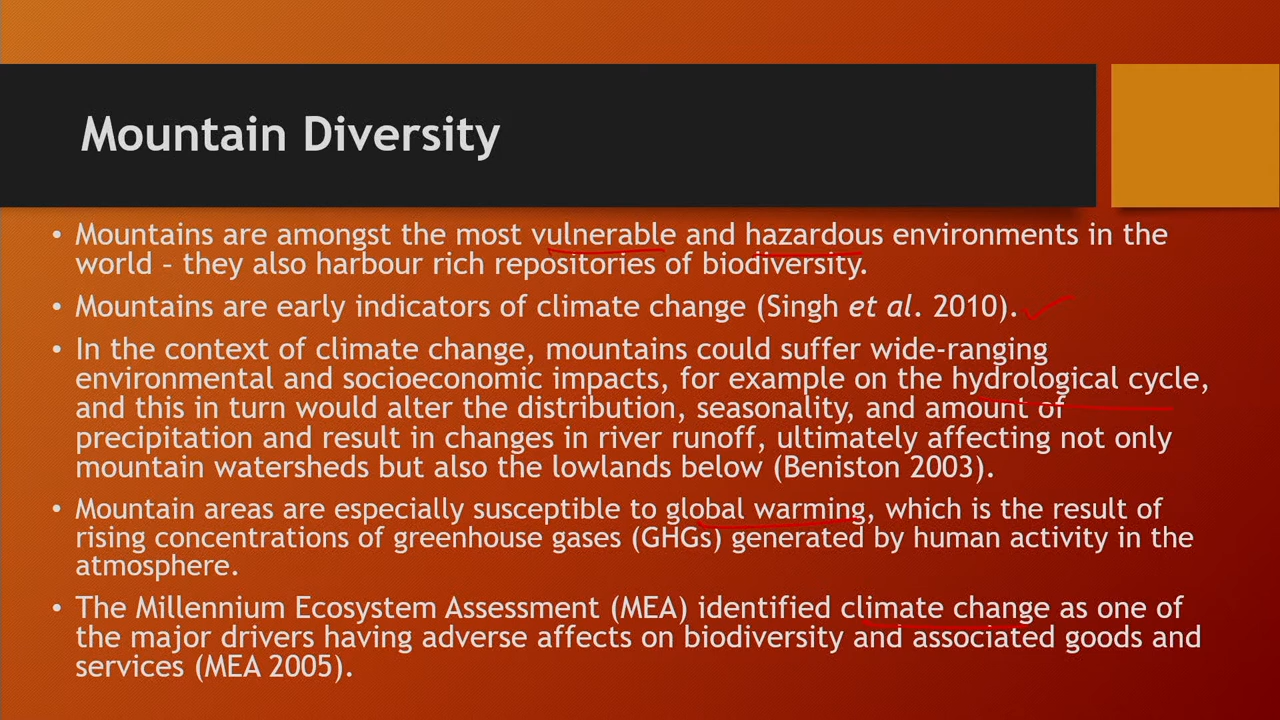 Mountain Diversity
• Mountains are amongst the most vulnerable and hazardous environments in the
world – they also harbour rich repositories of biodiversity.
• Mountains are early indicators of climate change (Singh et al. 2010).
• In the context of climate change, mountains could suffer wide-ranging
environmental and socioeconomic impacts, for example on the hydrological cycle,
and this in turn would alter the distribution, seasonality, and amount of
precipitation and result in changes in river runoff, ultimately affecting not only
mountain watersheds but also the lowlands below (Beniston 2003).
• Mountain areas are especially susceptible to global warming, which is the result of
rising concentrations of greenhouse gases (GHGs) generated by human activity in the
atmosphere.
• The Millennium Ecosystem Assessment (MEA) identified climate change as one of
the major drivers having adverse affects on biodiversity and associated goods and
services (MEA 2005).